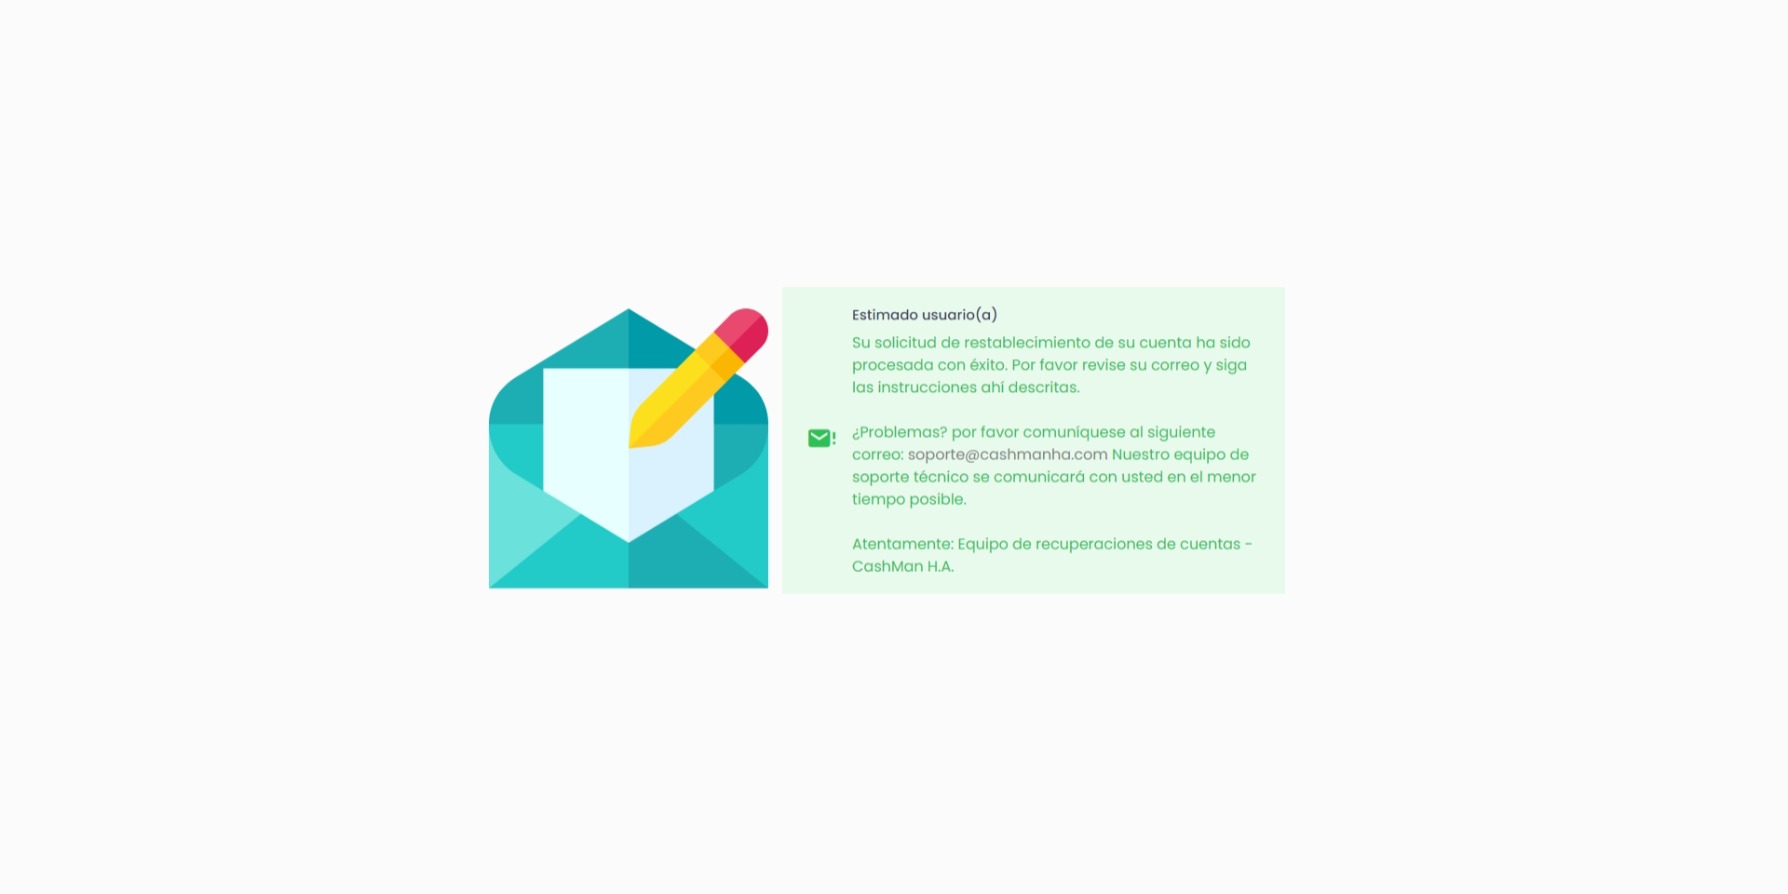 Estimado usuario(a)
Su solicitud de restablecimiento de su cuenta ha sido
procesada con éxito. Por favor revise su correo y siga
las instrucciones ahí descritas.
¿Problemas? por favor comuníquese al siguiente
correo: soporte@cashmanha.com Nuestro equipo de
soporte técnico se comunicará con usted en el menor
tiempo posible.
Atentamente: Equipo de recuperaciones de cuentas -
CashMan H.A.